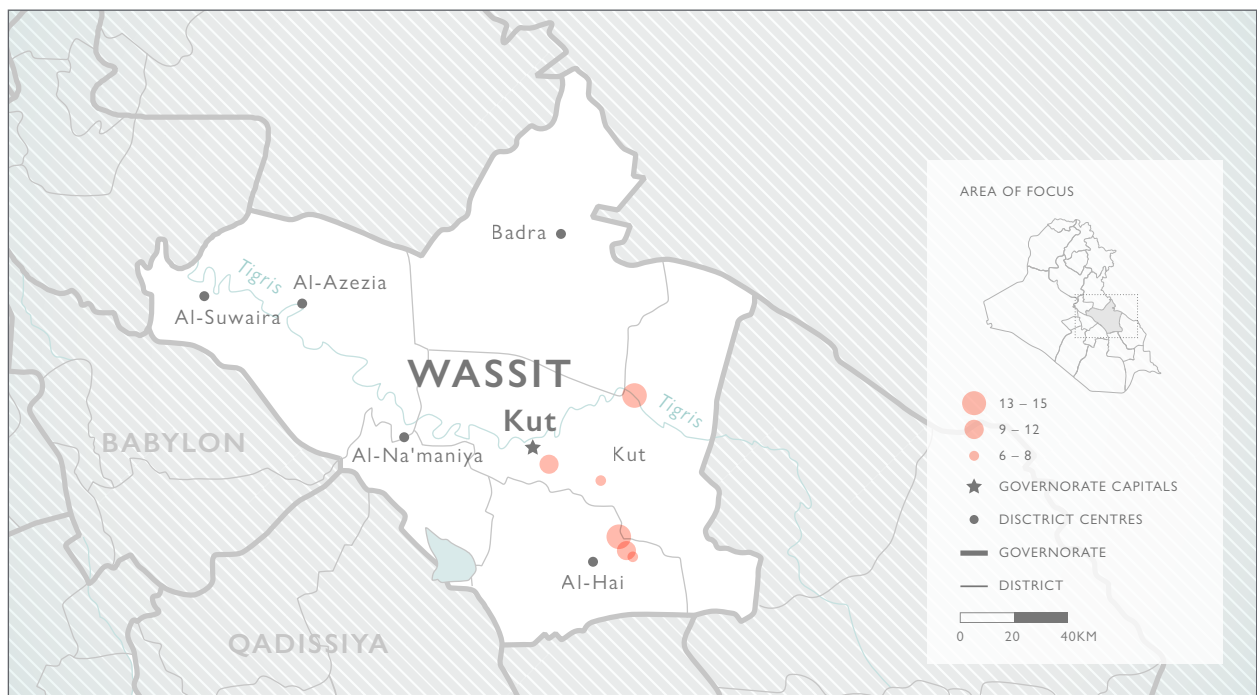 Badra
Tigris
Al-Azezia
Al-Suwaira
WASSIT
Tigris
Kut
BABYLON
Al-Na'maniya
Kut
Al-Hai
QADISSIYA
AREA OF FOCUS
13 – 15
9 – 12
6 – 8
GOVERNORATE CAPITALS
DISCTRICT CENTRES
GOVERNORATE
DISTRICT
0 20 40KM